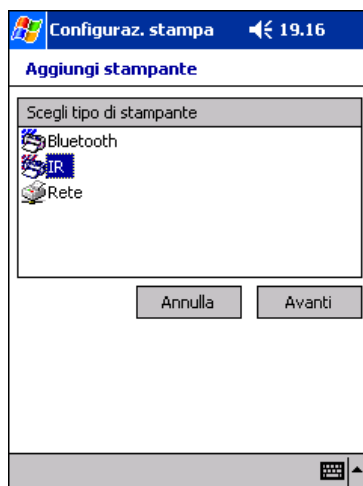 Configuraz. stampa 19.16
Aggiungi stampante
Scegli tipo di stampante
Bluetooth
IR
Rete
Annulla Avanti